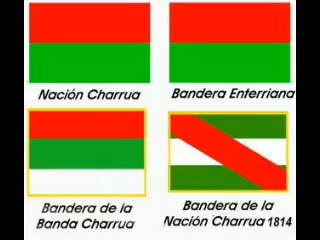 Nación Charrua
Bandera Enterriana
Bandera de la
Banda Charrua
Bandera de la
Nación Charrua 1814